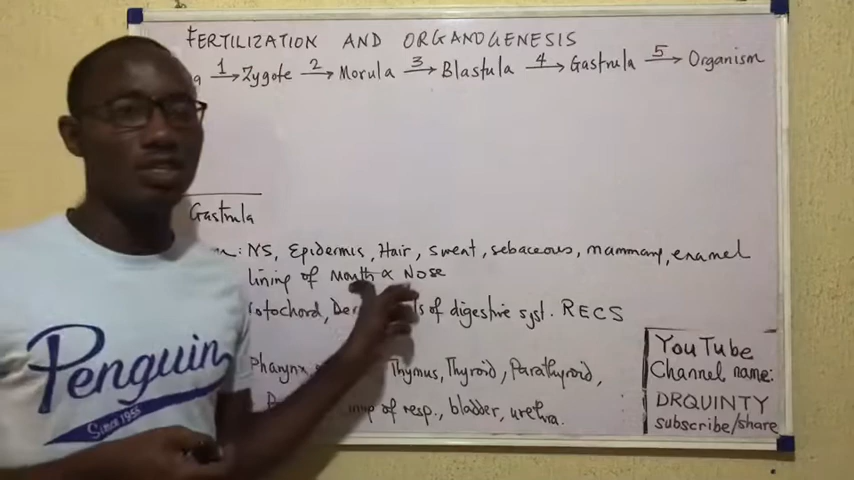 FERTILIZATION AND ORGANOGENESIS
1 → Zygote 2 → Morula 3 → Blastula 4 → Gastrula 5 → Organism
Gastrula
: NS, Epidermis, Hair, sweat, sebaceous, mammary, enamel
lining of mouth & Nose
otochord, of digestive syst. RECS
Pharynx Thymus, Thyroid, Parathyroid,
of resp., bladder, urethra.
YouTube
Channel name:
DRQUINTY
subscribe/share
Penguin
Since 1955